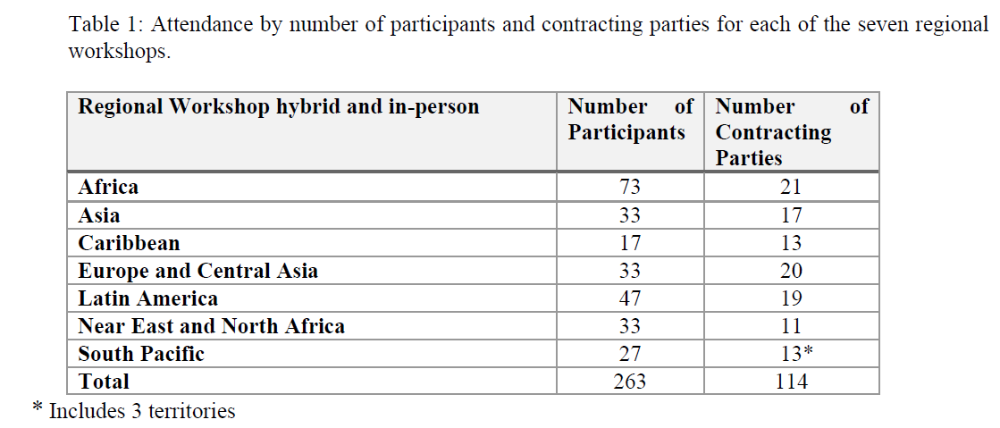 Table 1: Attendance by number of participants and contracting parties for each of the seven regional
workshops.
Regional Workshop hybrid and in-person Number of Participants Number of Contracting Parties
Africa 73 21
Asia 33 17
Caribbean 17 13
Europe and Central Asia 33 20
Latin America 47 19
Near East and North Africa 33 11
South Pacific 27 13*
Total 263 114
* Includes 3 territories